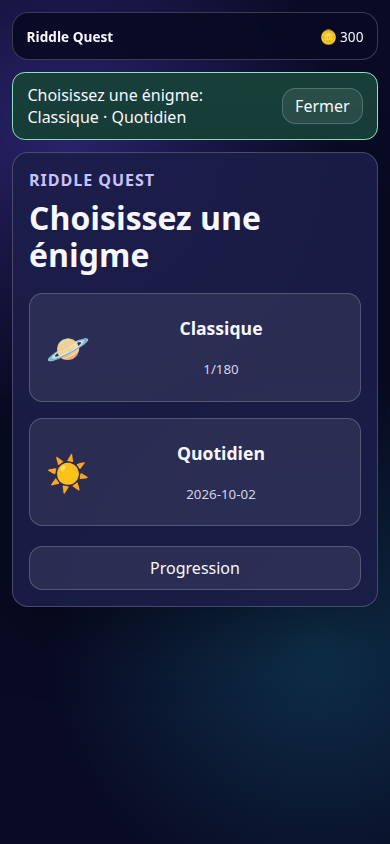 Riddle Quest
🪙 300
Choisissez une énigme:
Classique · Quotidien
Fermer
RIDDLE QUEST
Choisissez une
énigme
Classique
1/180
Quotidien
2026-10-02
Progression